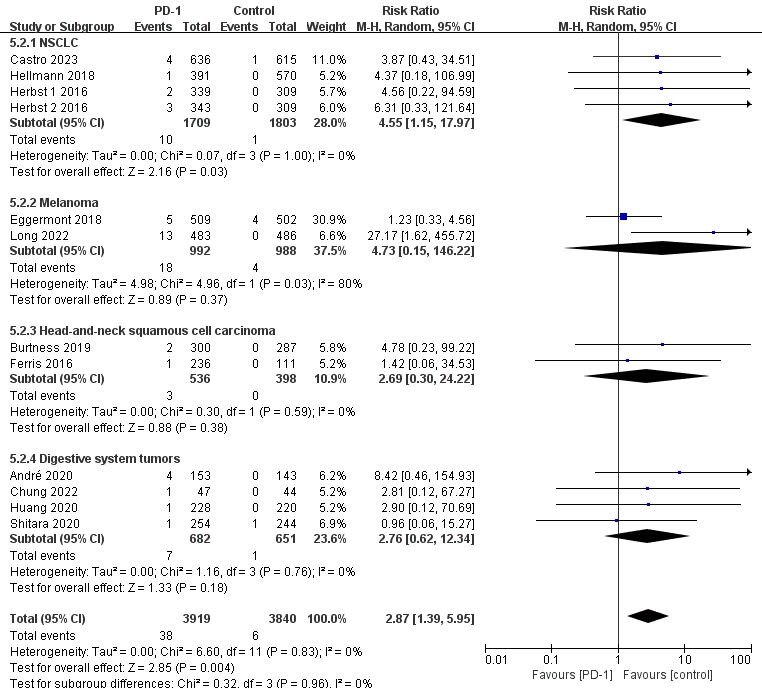 PD-1 Control Risk Ratio Risk Ratio
Study or Subgroup Events Total Events Total Weight M-H, Random, 95% CI M-H, Random, 95% CI
5.2.1 NSCLC
Castro 2023 4 636 1 615 11.0% 3.87 [0.43, 34.51]
Hellmann 2018 1 391 0 570 5.2% 4.37 [0.18, 106.99]
Herbst 1 2016 2 339 0 309 5.7% 4.56 [0.22, 94.59]
Herbst 2 2016 3 343 0 309 6.0% 6.31 [0.33, 121.64]
Subtotal (95% CI) 1709 1803 28.0% 4.55 [1.15, 17.97]
Total events 10 1
Heterogeneity: Tau² = 0.00; Chi² = 0.07, df = 3 (P = 1.00); I² = 0%
Test for overall effect: Z = 2.16 (P = 0.03)
5.2.2 Melanoma
Eggermont 2018 5 509 4 502 30.9% 1.23 [0.33, 4.56]
Long 2022 13 483 0 486 6.6% 27.17 [1.62, 455.72]
Subtotal (95% CI) 992 988 37.5% 4.73 [0.15, 146.22]
Total events 18 4
Heterogeneity: Tau² = 4.98; Chi² = 4.96, df = 1 (P = 0.03); I² = 80%
Test for overall effect: Z = 0.89 (P = 0.37)
5.2.3 Head-and-neck squamous cell carcinoma
Burtness 2019 2 300 0 287 5.8% 4.78 [0.23, 99.22]
Ferris 2016 1 236 0 111 5.2% 1.42 [0.06, 34.53]
Subtotal (95% CI) 536 398 10.9% 2.69 [0.30, 24.22]
Total events 3 0
Heterogeneity: Tau² = 0.00; Chi² = 0.30, df = 1 (P = 0.59); I² = 0%
Test for overall effect: Z = 0.88 (P = 0.38)
5.2.4 Digestive system tumors
André 2020 4 153 0 143 6.2% 8.42 [0.46, 154.93]
Chung 2022 1 47 0 44 5.2% 2.81 [0.12, 67.27]
Huang 2020 1 228 0 220 5.2% 2.90 [0.12, 70.69]
Shitara 2020 1 254 1 244 6.9% 0.96 [0.06, 15.27]
Subtotal (95% CI) 682 651 23.6% 2.76 [0.62, 12.34]
Total events 7 1
Heterogeneity: Tau² = 0.00; Chi² = 1.16, df = 3 (P = 0.76); I² = 0%
Test for overall effect: Z = 1.33 (P = 0.18)
Total (95% CI) 3919 3840 100.0% 2.87 [1.39, 5.95]
Total events 38 6
Heterogeneity: Tau² = 0.00; Chi² = 6.60, df = 11 (P = 0.83); I² = 0%
Test for overall effect: Z = 2.85 (P = 0.004)
Test for subgroup differences: Chi² = 0.32, df = 3 (P = 0.96), I² = 0%
0.01 0.1 1 10 100
Favours [PD-1] Favours [control]